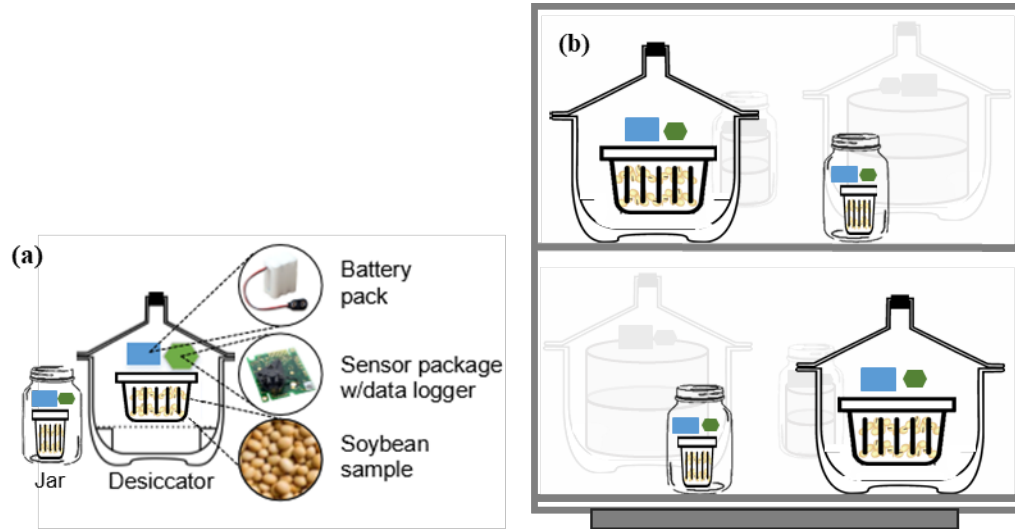 (a)
Battery
pack
Sensor package
w/data logger
Soybean
sample
Jar
Desiccator
(b)